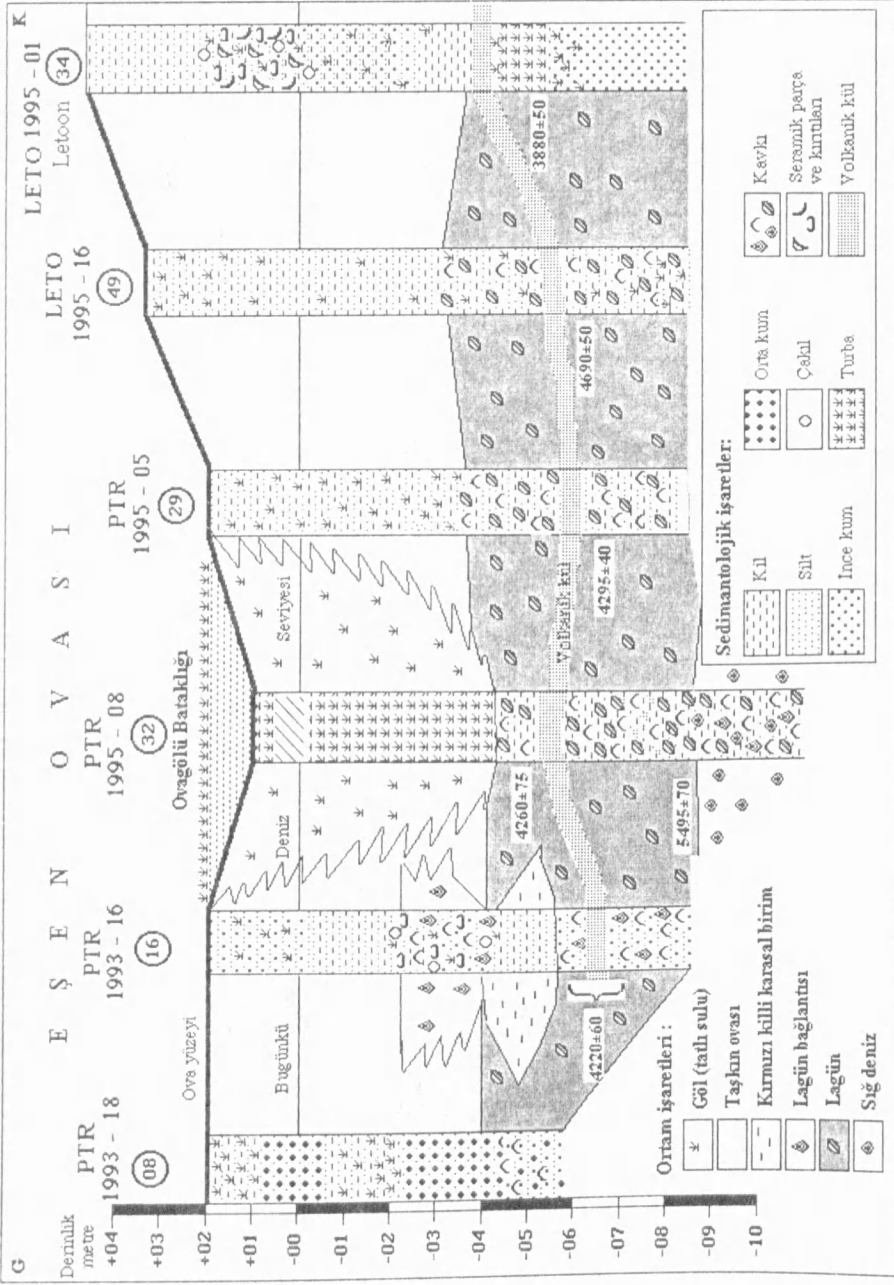 G
K
E Ş E N
O V A S I
Derinlik
metre
+04
+03
+02
+01
-00
-01
-02
-03
-04
-05
-06
-07
-08
-09
-10
PTR
1993 - 18
08
PTR
1993 - 16
16
PTR
1995 - 08
32
PTR
1995 - 05
29
LETO
1995 - 16
49
LETO 1995 - 01
Letoon
34
Ova yüzeyi
Ovagölü Bataklığı
Bugünkü
Deniz
Seviyesi
Volkanik kül
4220±60
4260±75
5495±70
4295±40
4690±50
3880±50
Ortam işaretleri :
Göl (tatlı sulu)
Taşkın ovası
Kırmızı killi karasal birim
Lagün bağlantısı
Lagün
Sığ deniz
Sedimantolojik işaretler:
Kil
Silt
İnce kum
Orta kum
Çakıl
Turba
Kavkı
Seramik parça
ve kırıtıları
Volkanik kül